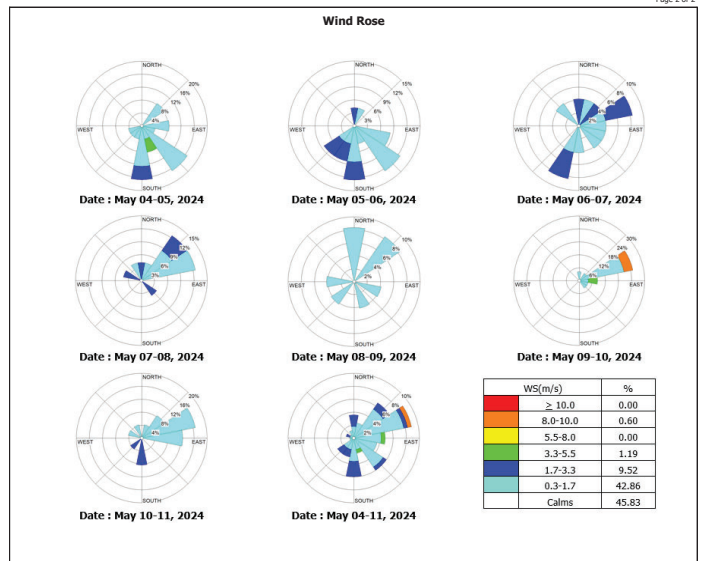 Page 2 of 2
Wind Rose
NORTH
20%
16%
12%
8%
4%
WEST
EAST
SOUTH
Date : May 04-05, 2024
NORTH
15%
12%
9%
6%
3%
WEST
EAST
SOUTH
Date : May 05-06, 2024
NORTH
10%
8%
6%
4%
2%
WEST
EAST
SOUTH
Date : May 06-07, 2024
NORTH
15%
12%
9%
6%
3%
WEST
EAST
SOUTH
Date : May 07-08, 2024
NORTH
10%
8%
6%
4%
2%
WEST
EAST
SOUTH
Date : May 08-09, 2024
NORTH
30%
24%
18%
12%
6%
WEST
EAST
SOUTH
Date : May 09-10, 2024
NORTH
20%
16%
12%
8%
4%
WEST
EAST
SOUTH
Date : May 10-11, 2024
NORTH
10%
8%
6%
4%
2%
WEST
EAST
SOUTH
Date : May 04-11, 2024
WS(m/s) %
≥ 10.0 0.00
8.0-10.0 0.60
5.5-8.0 0.00
3.3-5.5 1.19
1.7-3.3 9.52
0.3-1.7 42.86
Calms 45.83